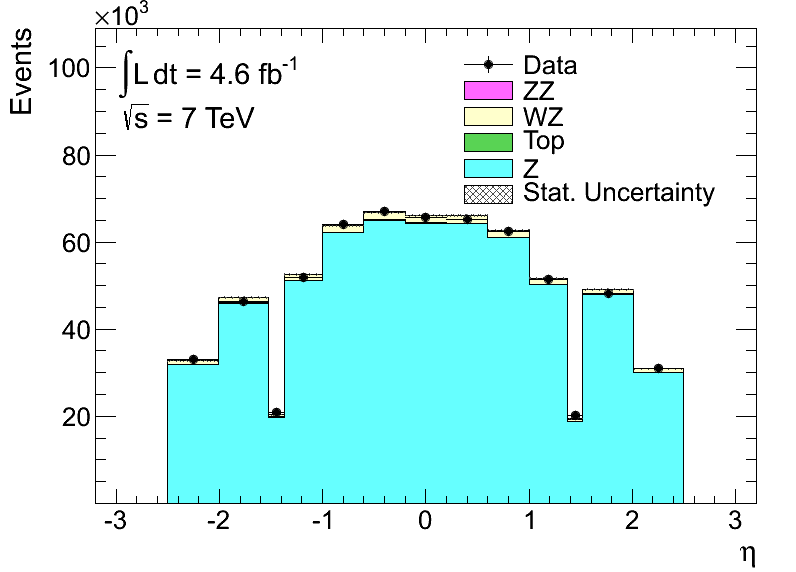 ×10³
Events
100
80
60
40
20
∫L dt = 4.6 fb⁻¹
√s = 7 TeV
Data
ZZ
WZ
Top
Z
Stat. Uncertainty
-3 -2 -1 0 1 2 3
η